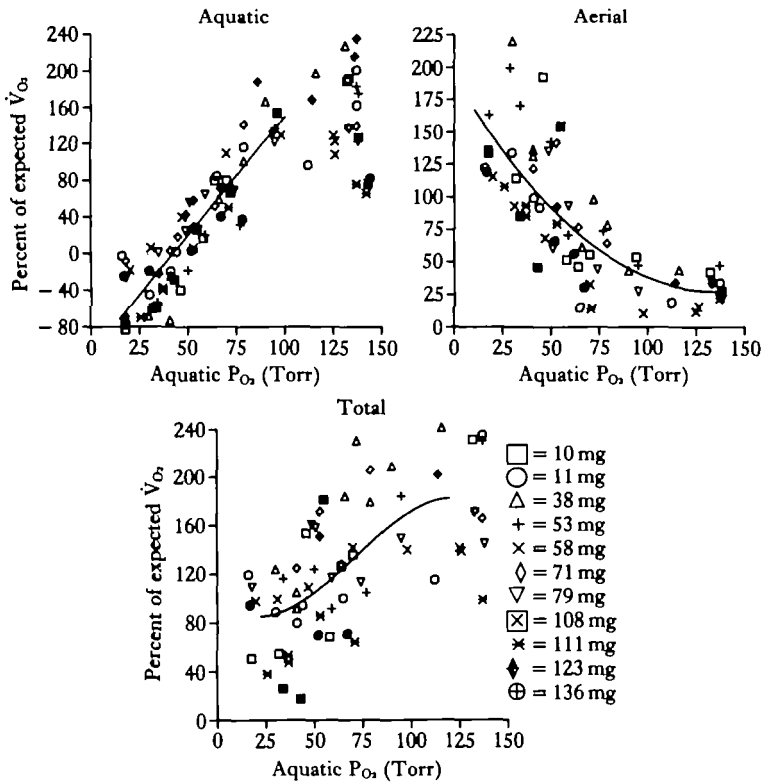 Aquatic
Percent of expected V̇O₂
240
200
160
120
80
40
0
− 40
− 80
0
25
50
75
100
125
150
Aquatic PO₂ (Torr)
Aerial
225
200
175
150
125
100
75
50
25
0
0
25
50
75
100
125
150
Aquatic PO₂ (Torr)
Total
Percent of expected V̇O₂
240
200
160
120
80
40
0
0
25
50
75
100
125
150
Aquatic PO₂ (Torr)
= 10 mg
= 11 mg
= 38 mg
= 53 mg
= 58 mg
= 71 mg
= 79 mg
= 108 mg
= 111 mg
= 123 mg
= 136 mg